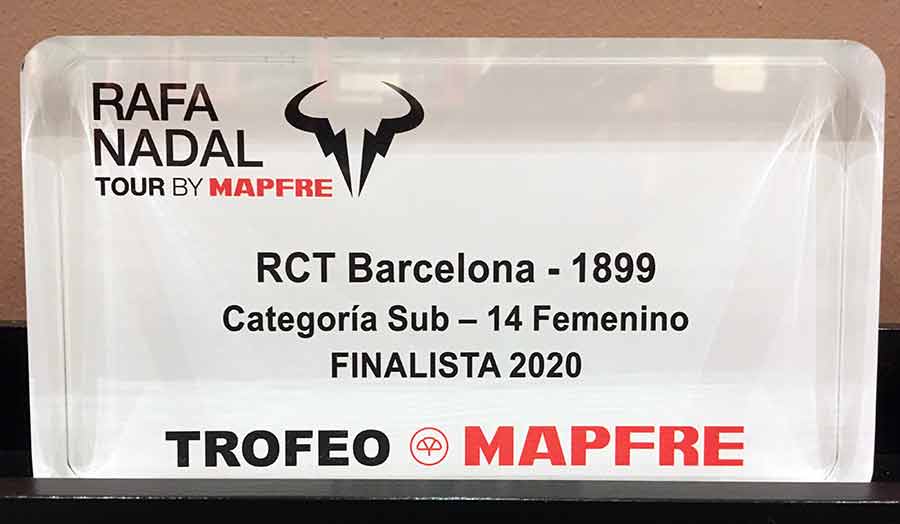 RAFA
NADAL
TOUR BY MAPFRE
RCT Barcelona - 1899
Categoría Sub – 14 Femenino
FINALISTA 2020
TROFEO MAPFRE